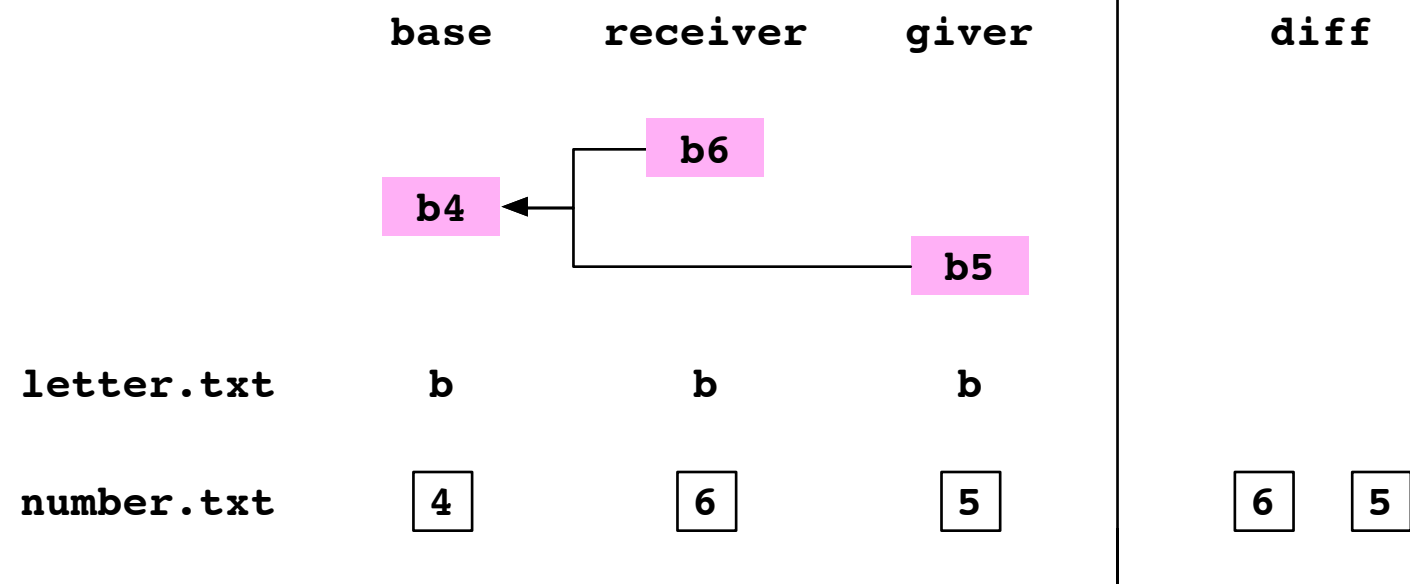 base receiver giver diff
b6
b4
b5
letter.txt b b b
number.txt 4 6 5 6 5